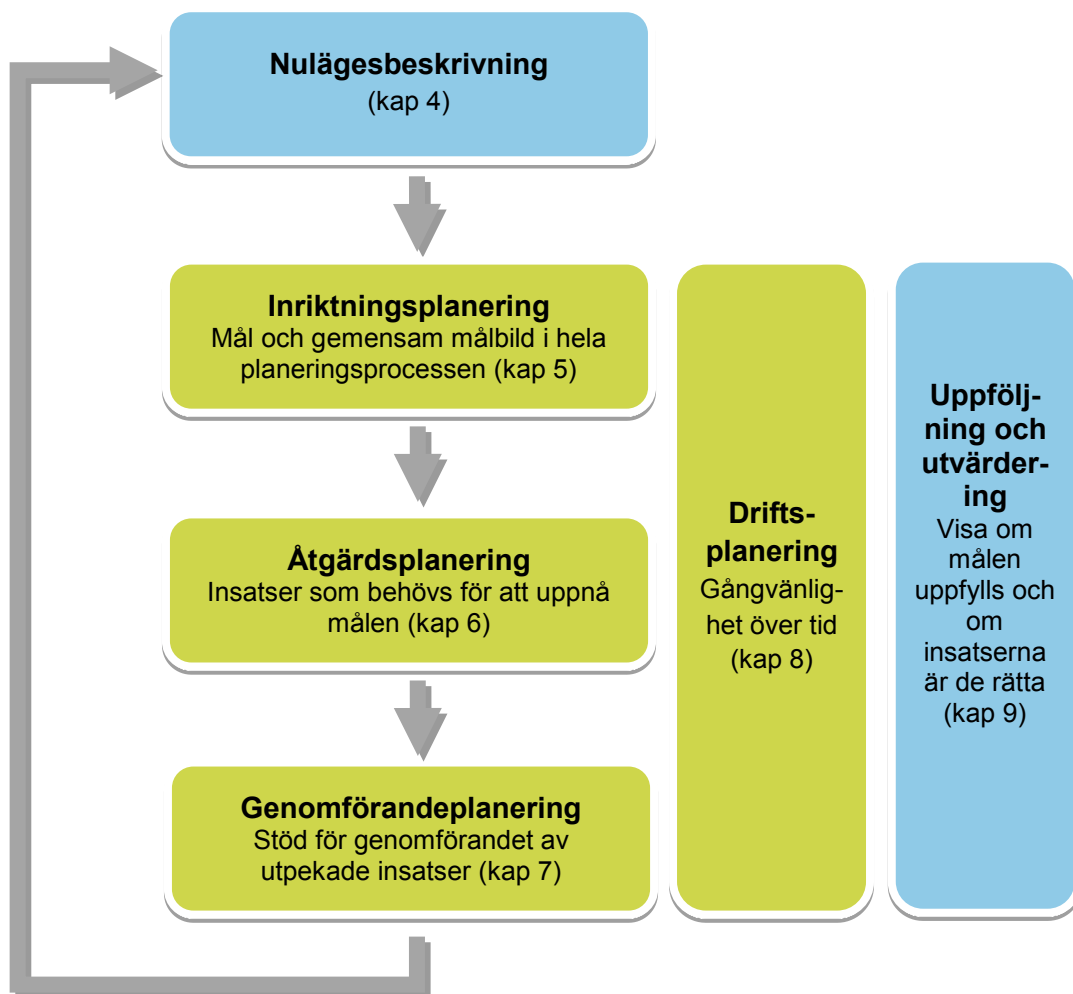 Nulägesbeskrivning
(kap 4)
Inriktningsplanering
Mål och gemensam målbild i hela
planeringsprocessen (kap 5)
Åtgärdsplanering
Insatser som behövs för att uppnå
målen (kap 6)
Genomförandeplanering
Stöd för genomförandet av
utpekade insatser (kap 7)
Drifts-
planering
Gångvänlig-
het över tid
(kap 8)
Uppfölj-
ning och
utvärder-
ing
Visa om
målen
uppfylls och
om
insatserna
är de rätta
(kap 9)